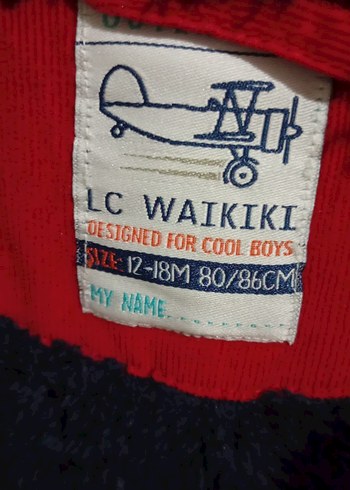 LC WAIKIKI
DESIGNED FOR COOL BOYS
SIZE: 12-18M 80/86CM
MY NAME..............